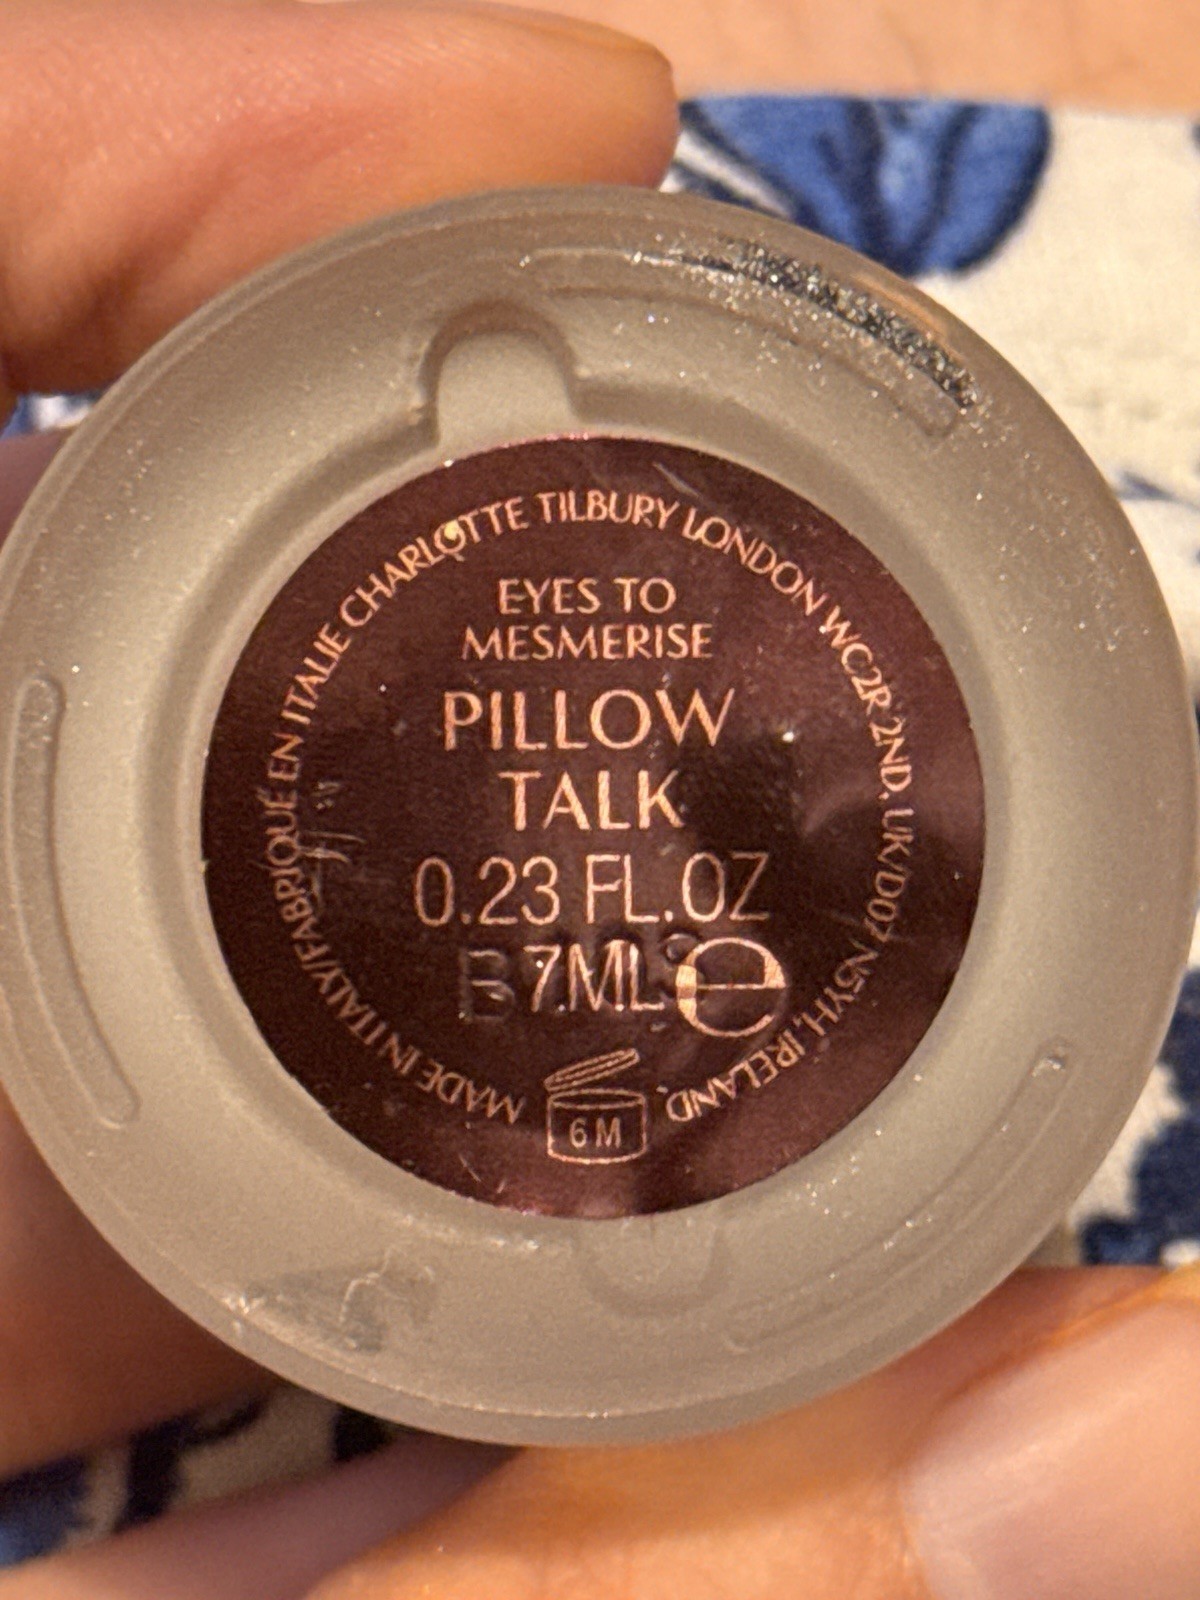 CHARLOTTE TILBURY LONDON WC2R 2ND, UK/D07 N5YH, IRELAND.
MADE IN ITALY/FABRIQUÉ EN ITALIE
EYES TO
MESMERISE
PILLOW
TALK
0.23 FL.OZ
7ML e
6M